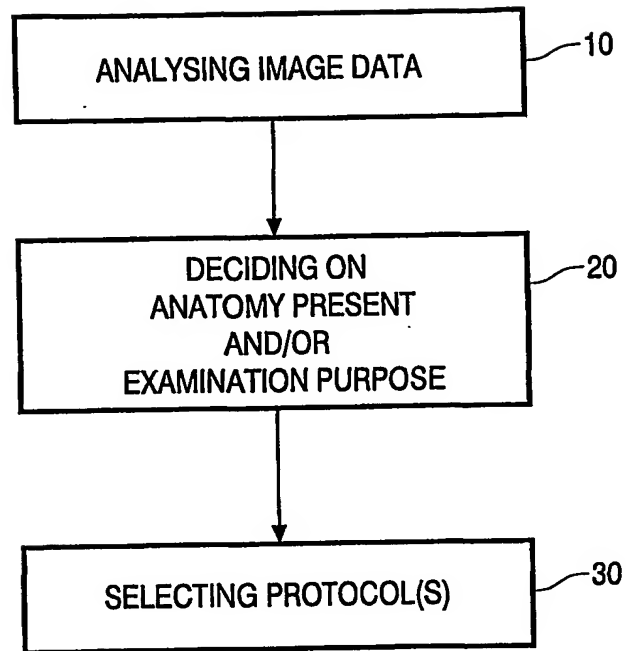 ANALYSING IMAGE DATA
10
DECIDING ON
ANATOMY PRESENT
AND/OR
EXAMINATION PURPOSE
20
SELECTING PROTOCOL(S)
30